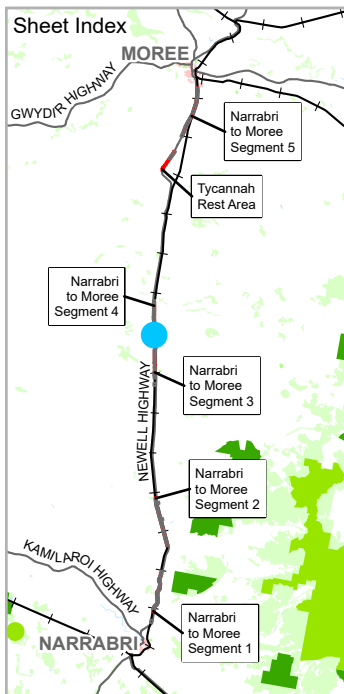 Sheet Index
MOREE
GWYDIR HIGHWAY
Narrabri
to Moree
Segment 5
Tycannah
Rest Area
Narrabri
to Moree
Segment 4
Narrabri
to Moree
Segment 3
NEWELL HIGHWAY
Narrabri
to Moree
Segment 2
KAMILAROI HIGHWAY
Narrabri
to Moree
Segment 1
NARRABRI